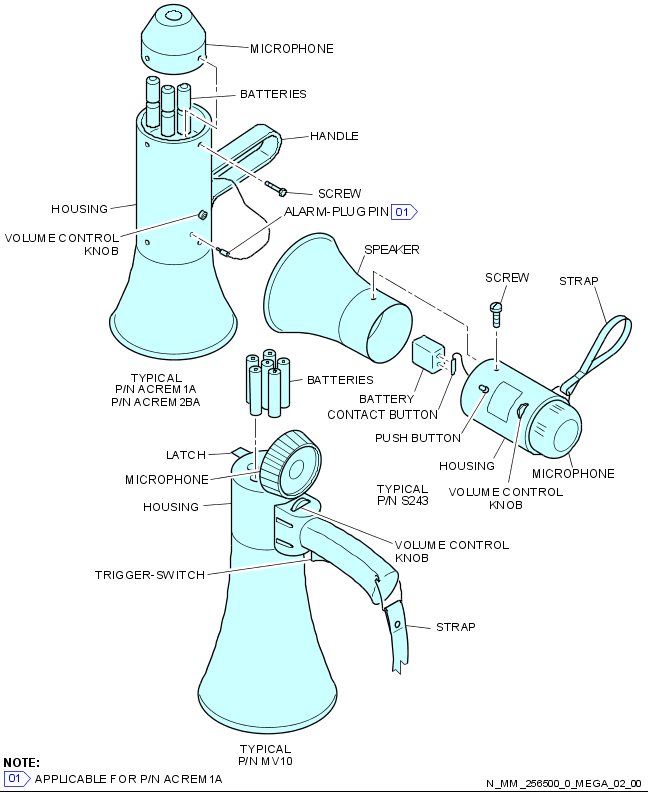 MICROPHONE
BATTERIES
HANDLE
SCREW
ALARM-PLUG PIN 01
HOUSING
VOLUME CONTROL
KNOB
SPEAKER
SCREW
STRAP
TYPICAL
P/N ACREM1A
P/N ACREM2BA
BATTERIES
BATTERY
CONTACT BUTTON
PUSH BUTTON
HOUSING
MICROPHONE
VOLUME CONTROL
KNOB
TYPICAL
P/N S243
LATCH
MICROPHONE
HOUSING
VOLUME CONTROL
KNOB
TRIGGER-SWITCH
STRAP
TYPICAL
P/N MV10
NOTE:
01 APPLICABLE FOR P/N ACREM1A
N_MM_256500_0_MEGA_02_00